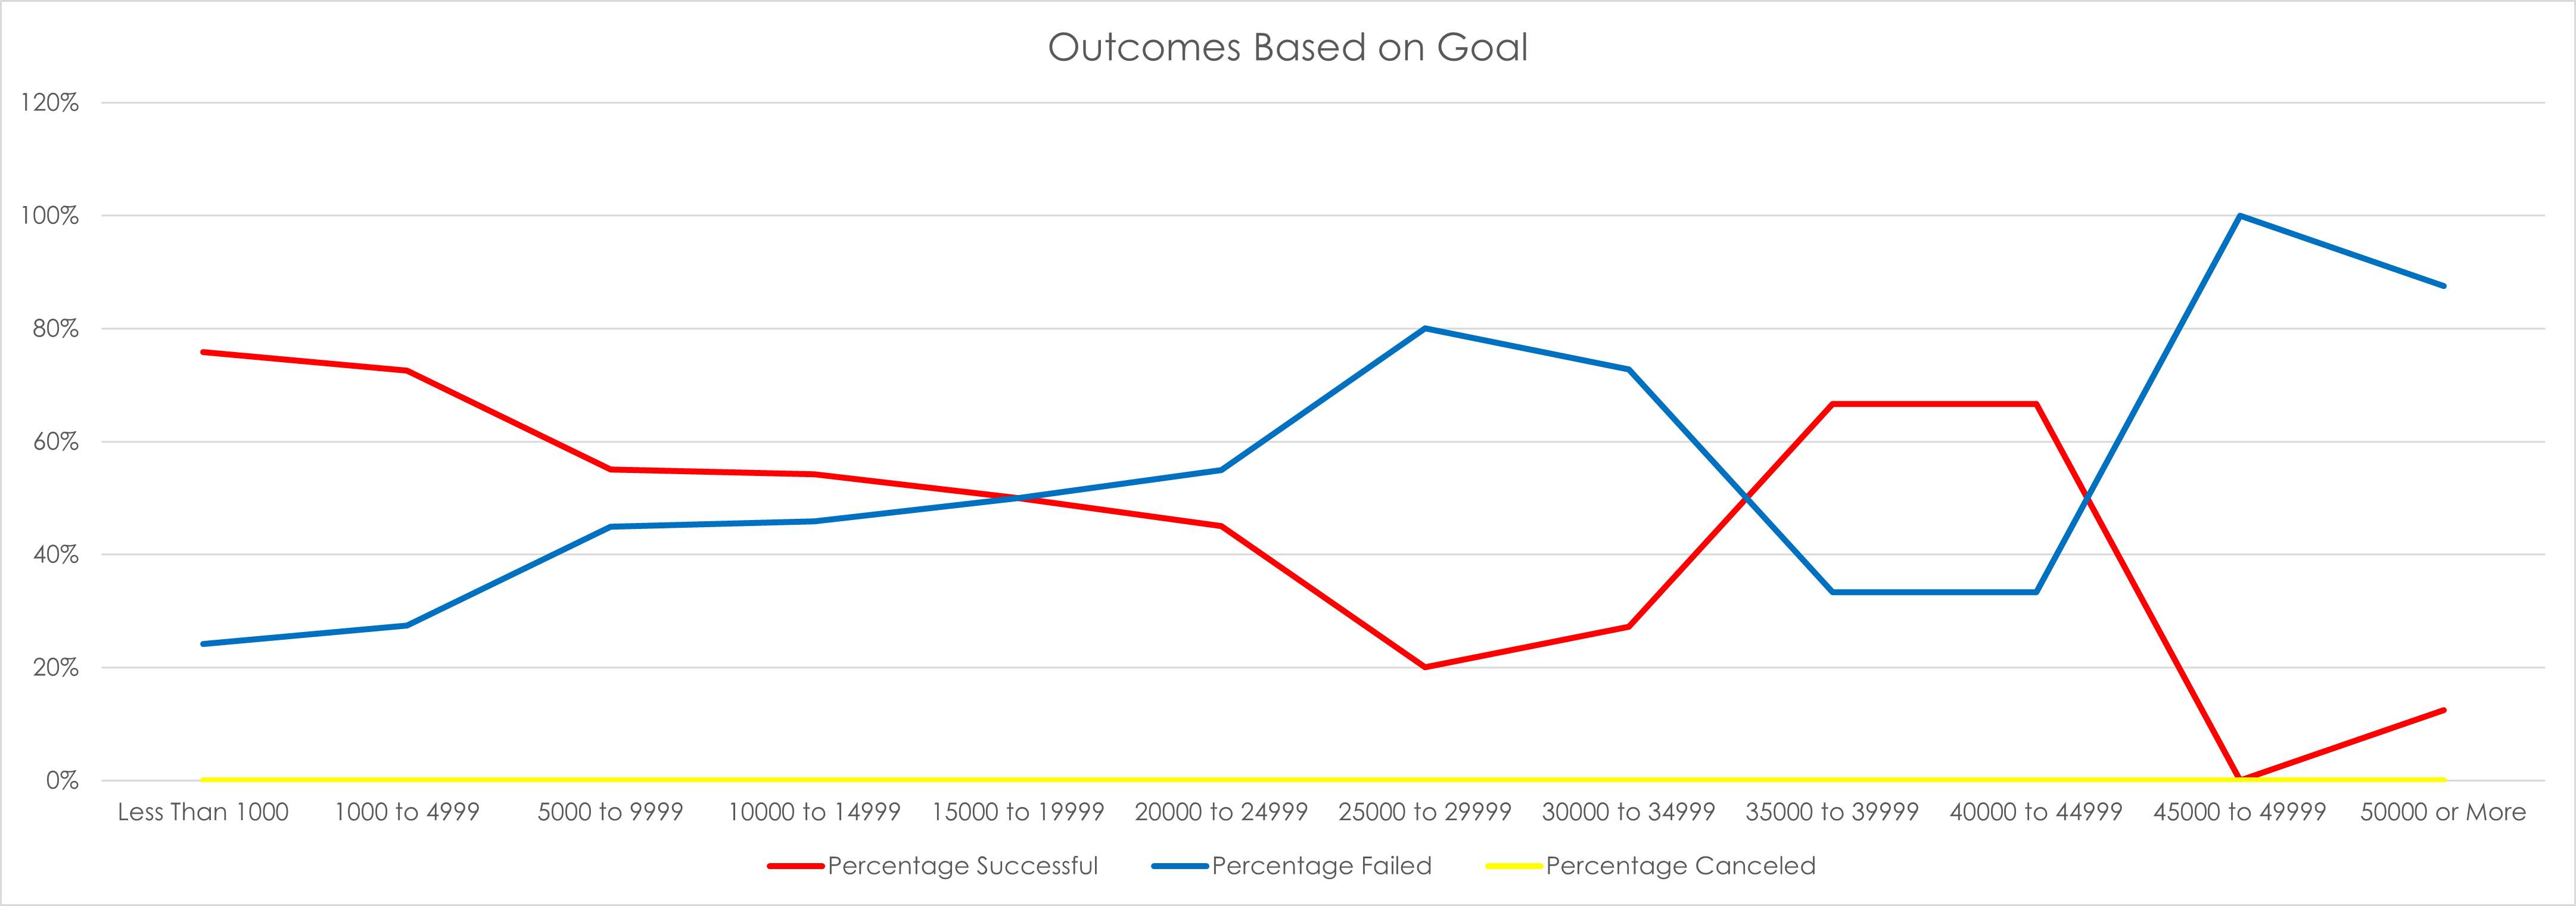 Outcomes Based on Goal
120%
100%
80%
60%
40%
20%
0%
Less Than 1000 1000 to 4999 5000 to 9999 10000 to 14999 15000 to 19999 20000 to 24999 25000 to 29999 30000 to 34999 35000 to 39999 40000 to 44999 45000 to 49999 50000 or More
Percentage Successful Percentage Failed Percentage Canceled